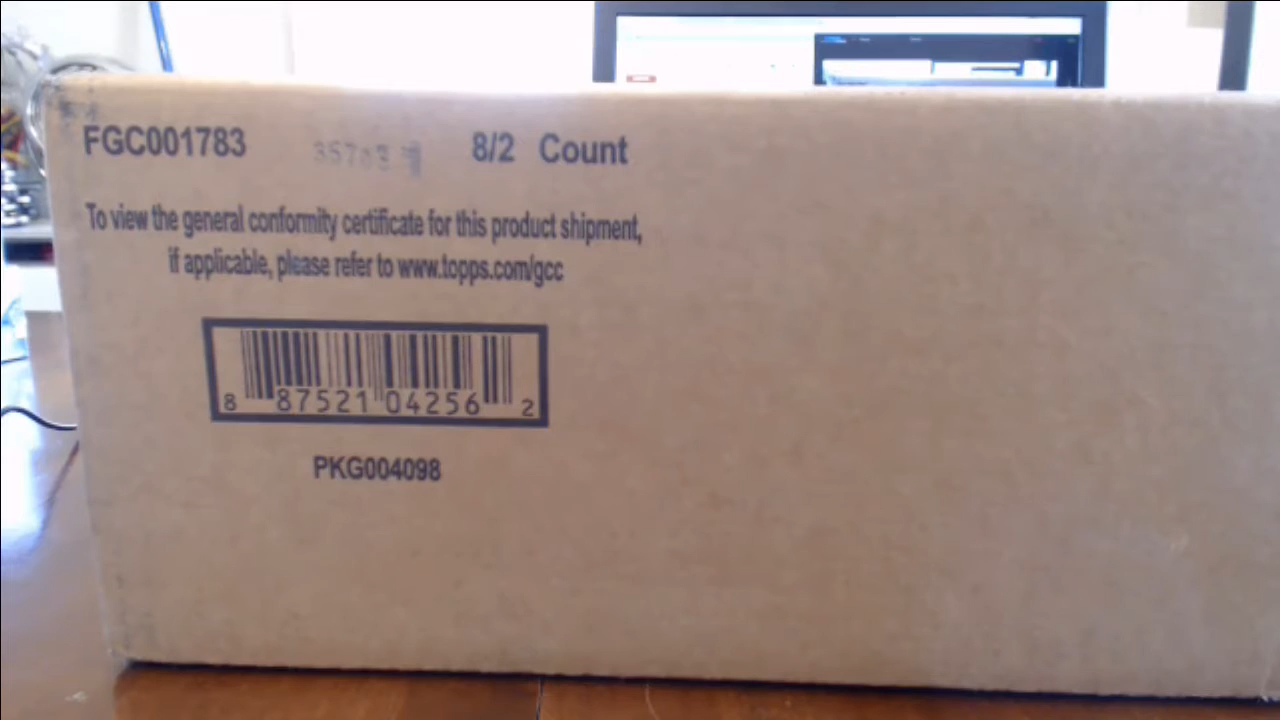 FGC001783 8/2 Count
To view the general conformity certificate for this product shipment,
if applicable, please refer to www.topps.com/gcc
8 87521 04256 2
PKG004098